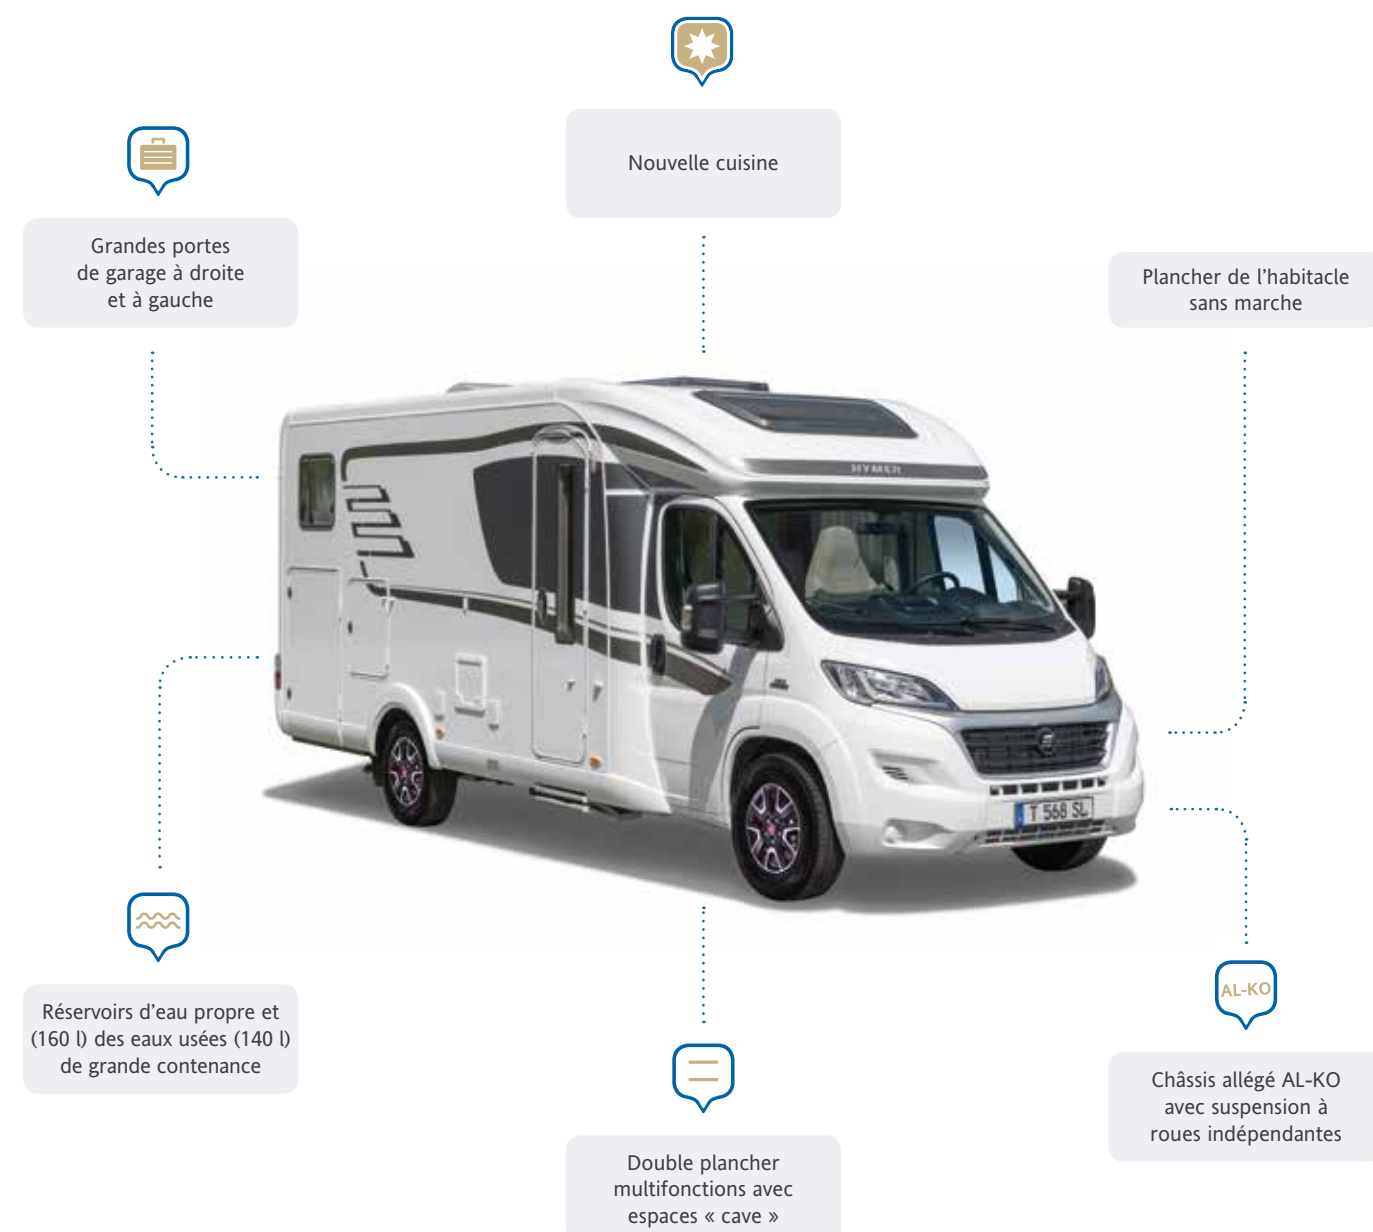 Nouvelle cuisine
Grandes portes
de garage à droite
et à gauche
Plancher de l’habitacle
sans marche
HYMER
T 568 SL
Réservoirs d’eau propre et
(160 l) des eaux usées (140 l)
de grande contenance
AL-KO
Châssis allégé AL-KO
avec suspension à
roues indépendantes
Double plancher
multifonctions avec
espaces « cave »